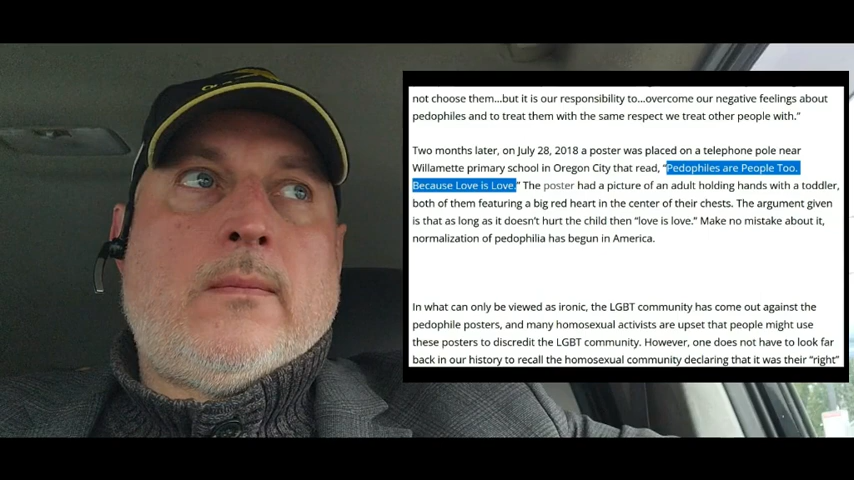 not choose them...but it is our responsibility to...overcome our negative feelings about
pedophiles and to treat them with the same respect we treat other people with.”
Two months later, on July 28, 2018 a poster was placed on a telephone pole near
Willamette primary school in Oregon City that read, “Pedophiles are People Too.
Because Love is Love.” The poster had a picture of an adult holding hands with a toddler,
both of them featuring a big red heart in the center of their chests. The argument given
is that as long as it doesn’t hurt the child then “love is love.” Make no mistake about it,
normalization of pedophilia has begun in America.
In what can only be viewed as ironic, the LGBT community has come out against the
pedophile posters, and many homosexual activists are upset that people might use
these posters to discredit the LGBT community. However, one does not have to look far
back in our history to recall the homosexual community declaring that it was their “right”